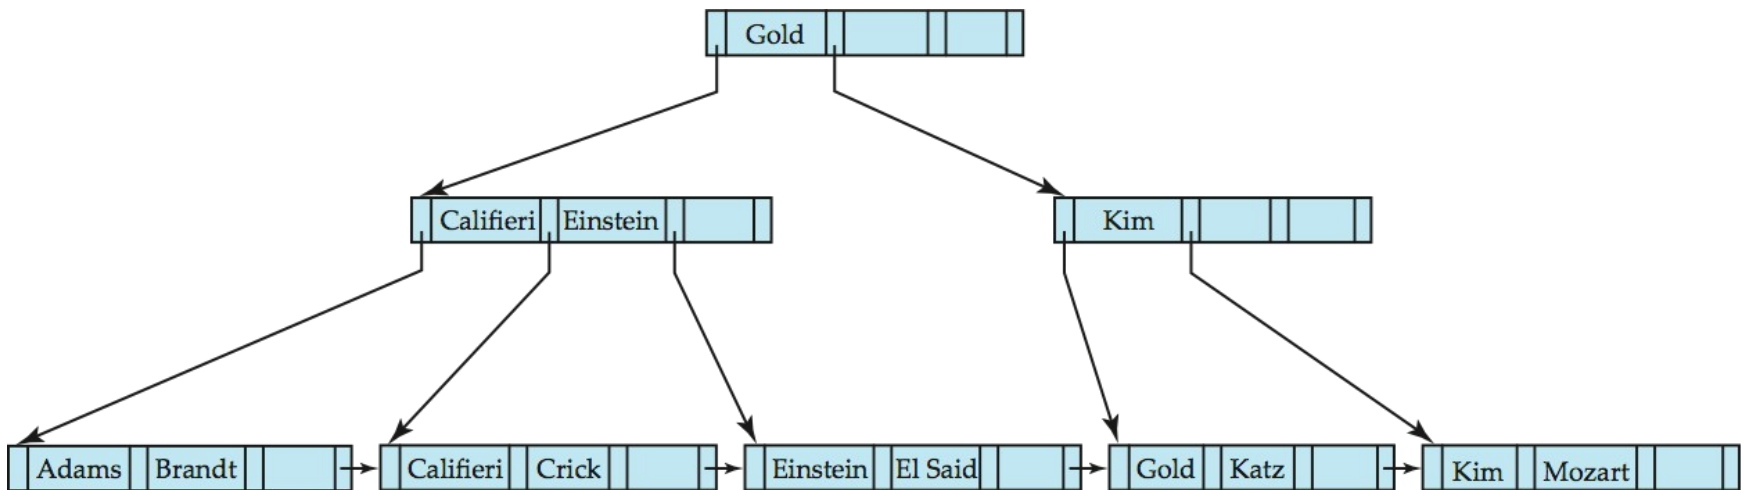 Gold
Califieri Einstein
Kim
Adams Brandt
Califieri Crick
Einstein El Said
Gold Katz
Kim Mozart